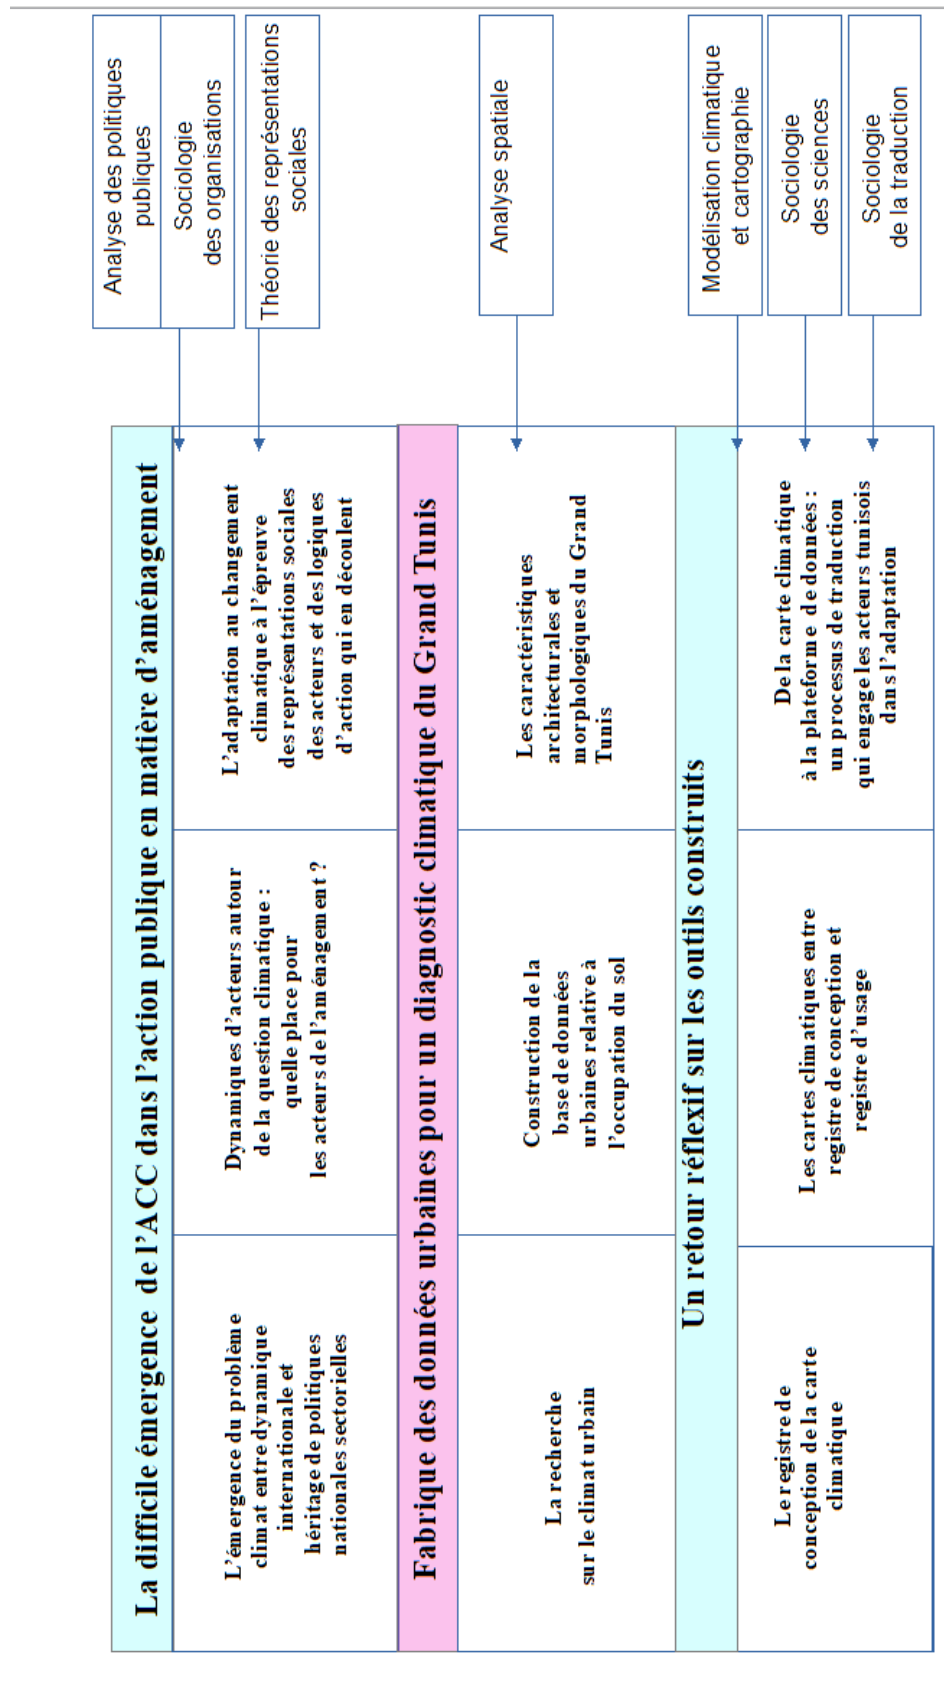 La difficile émergence de l’ACC dans l’action publique en matière d’aménagement
L’émergence du problème
climat entre dynamique
internationale et
héritage de politiques
nationales sectorielles
Dynamiques d’acteurs autour
de la question climatique :
quelle place pour
les acteurs de l’aménagement ?
L’adaptation au changement
climatique à l’épreuve
des représentations sociales
des acteurs et des logiques
d’action qui en découlent
Analyse des politiques
publiques
Sociologie
des organisations
Théorie des représentations
sociales
Fabrique des données urbaines pour un diagnostic climatique du Grand Tunis
La recherche
sur le climat urbain
Construction de la
base de données
urbaines relative à
l’occupation du sol
Les caractéristiques
architecturales et
morphologiques du Grand
Tunis
Analyse spatiale
Un retour réflexif sur les outils construits
Le registre de
conception de la carte
climatique
Les cartes climatiques entre
registre de conception et
registre d’usage
De la carte climatique
à la plateforme de données :
un processus de traduction
qui engage les acteurs tunisois
dans l’adaptation
Modélisation climatique
et cartographie
Sociologie
des sciences
Sociologie
de la traduction